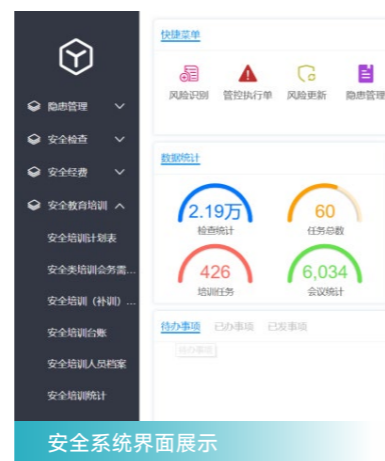 隐患管理
安全检查
安全经费
安全教育培训
安全培训计划表
安全类培训会务需...
安全培训（补训）...
安全培训台账
安全培训人员档案
安全培训统计
快捷菜单
风险识别
管控执行单
风险更新
隐患管理
数据统计
2.19万
检查统计
60
任务总数
426
培训任务
6,034
会议统计
待办事项 已办事项 已发事项
待办事项
安全系统界面展示